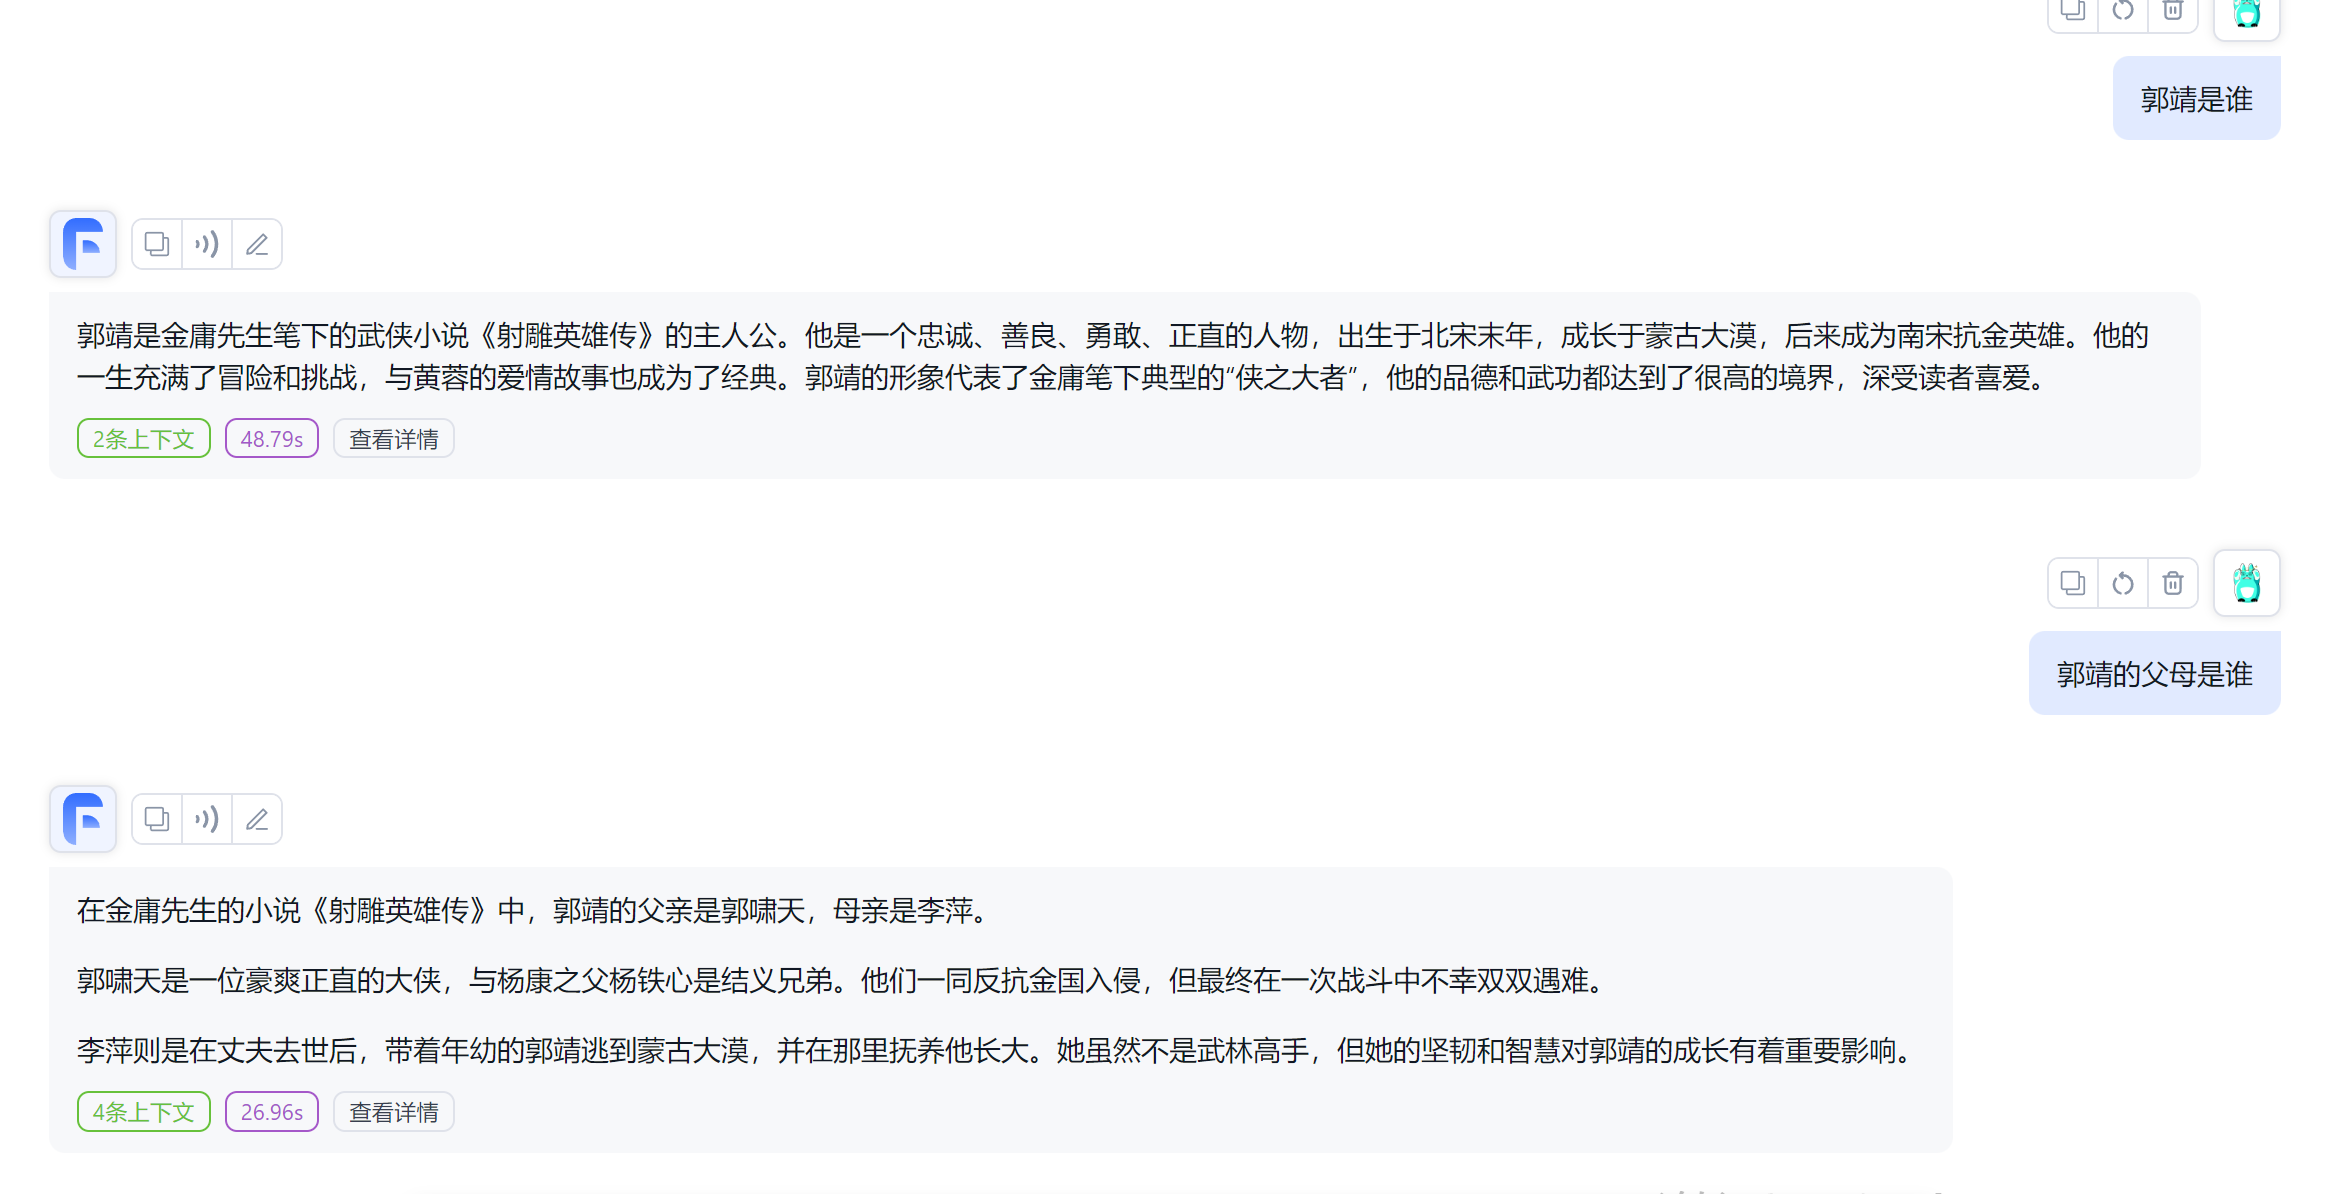 郭靖是谁
郭靖是金庸先生笔下的武侠小说《射雕英雄传》的主人公。他是一个忠诚、善良、勇敢、正直的人物，出生于北宋末年，成长于蒙古大漠，后来成为南宋抗金英雄。他的
一生充满了冒险和挑战，与黄蓉的爱情故事也成为了经典。郭靖的形象代表了金庸笔下典型的“侠之大者”，他的品德和武功都达到了很高的境界，深受读者喜爱。
2条上下文 48.79s 查看详情
郭靖的父母是谁
在金庸先生的小说《射雕英雄传》中，郭靖的父亲是郭啸天，母亲是李萍。
郭啸天是一位豪爽正直的大侠，与杨康之父杨铁心是结义兄弟。他们一同反抗金国入侵，但最终在一次战斗中不幸双双遇难。
李萍则是在丈夫去世后，带着年幼的郭靖逃到蒙古大漠，并在那里抚养他长大。她虽然不是武林高手，但她的坚韧和智慧对郭靖的成长有着重要影响。
4条上下文 26.96s 查看详情